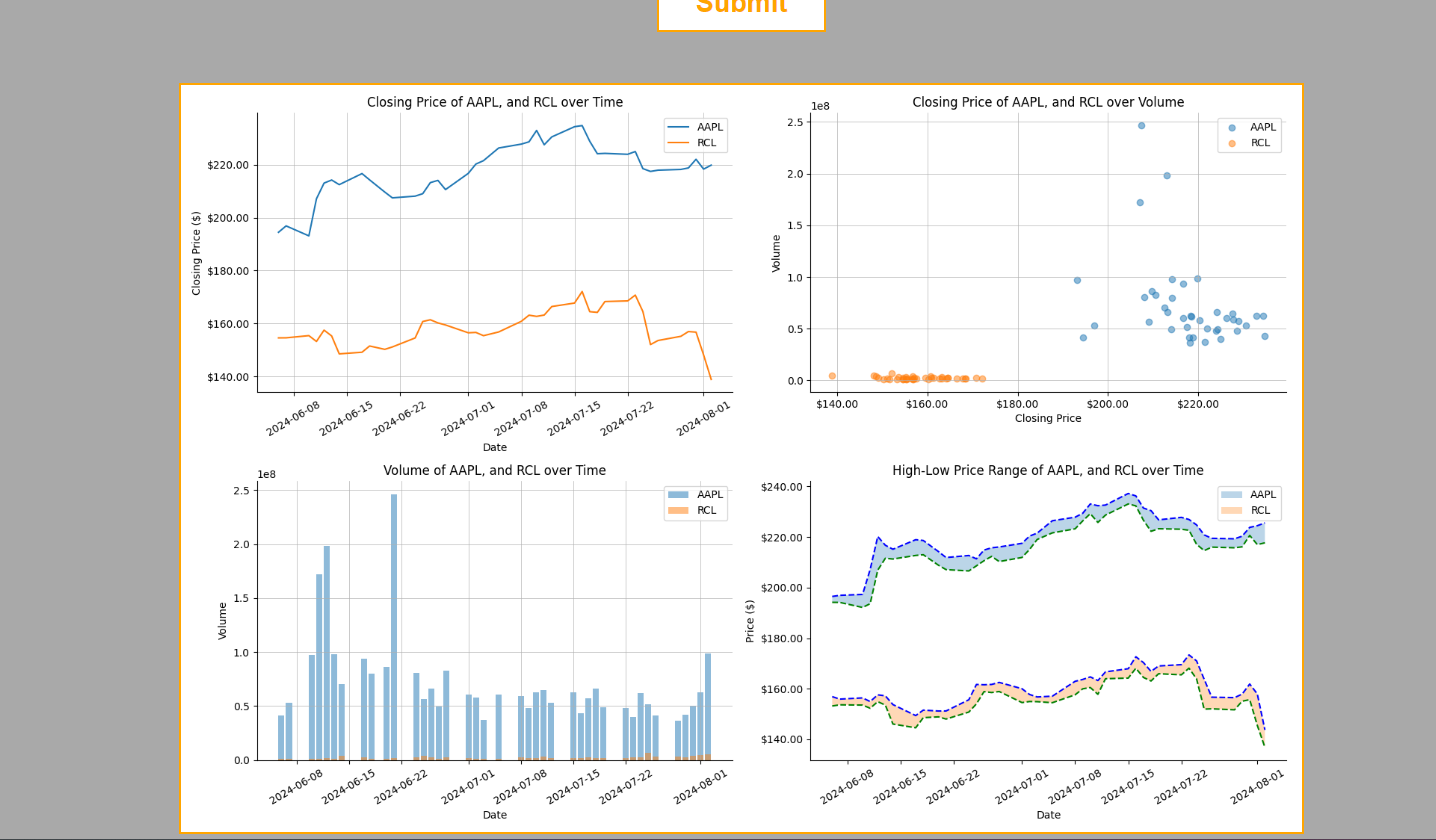 Submit
Closing Price of AAPL, and RCL over Time
AAPL
RCL
$220.00
$200.00
$180.00
$160.00
$140.00
Closing Price ($)
2024-06-08
2024-06-15
2024-06-22
2024-07-01
2024-07-08
2024-07-15
2024-07-22
2024-08-01
Date
Closing Price of AAPL, and RCL over Volume
1e8
AAPL
RCL
2.5
2.0
1.5
1.0
0.5
0.0
Volume
$140.00
$160.00
$180.00
$200.00
$220.00
Closing Price
Volume of AAPL, and RCL over Time
1e8
AAPL
RCL
2.5
2.0
1.5
1.0
0.5
0.0
Volume
2024-06-08
2024-06-15
2024-06-22
2024-07-01
2024-07-08
2024-07-15
2024-07-22
2024-08-01
Date
High-Low Price Range of AAPL, and RCL over Time
AAPL
RCL
$240.00
$220.00
$200.00
$180.00
$160.00
$140.00
Price ($)
2024-06-08
2024-06-15
2024-06-22
2024-07-01
2024-07-08
2024-07-15
2024-07-22
2024-08-01
Date